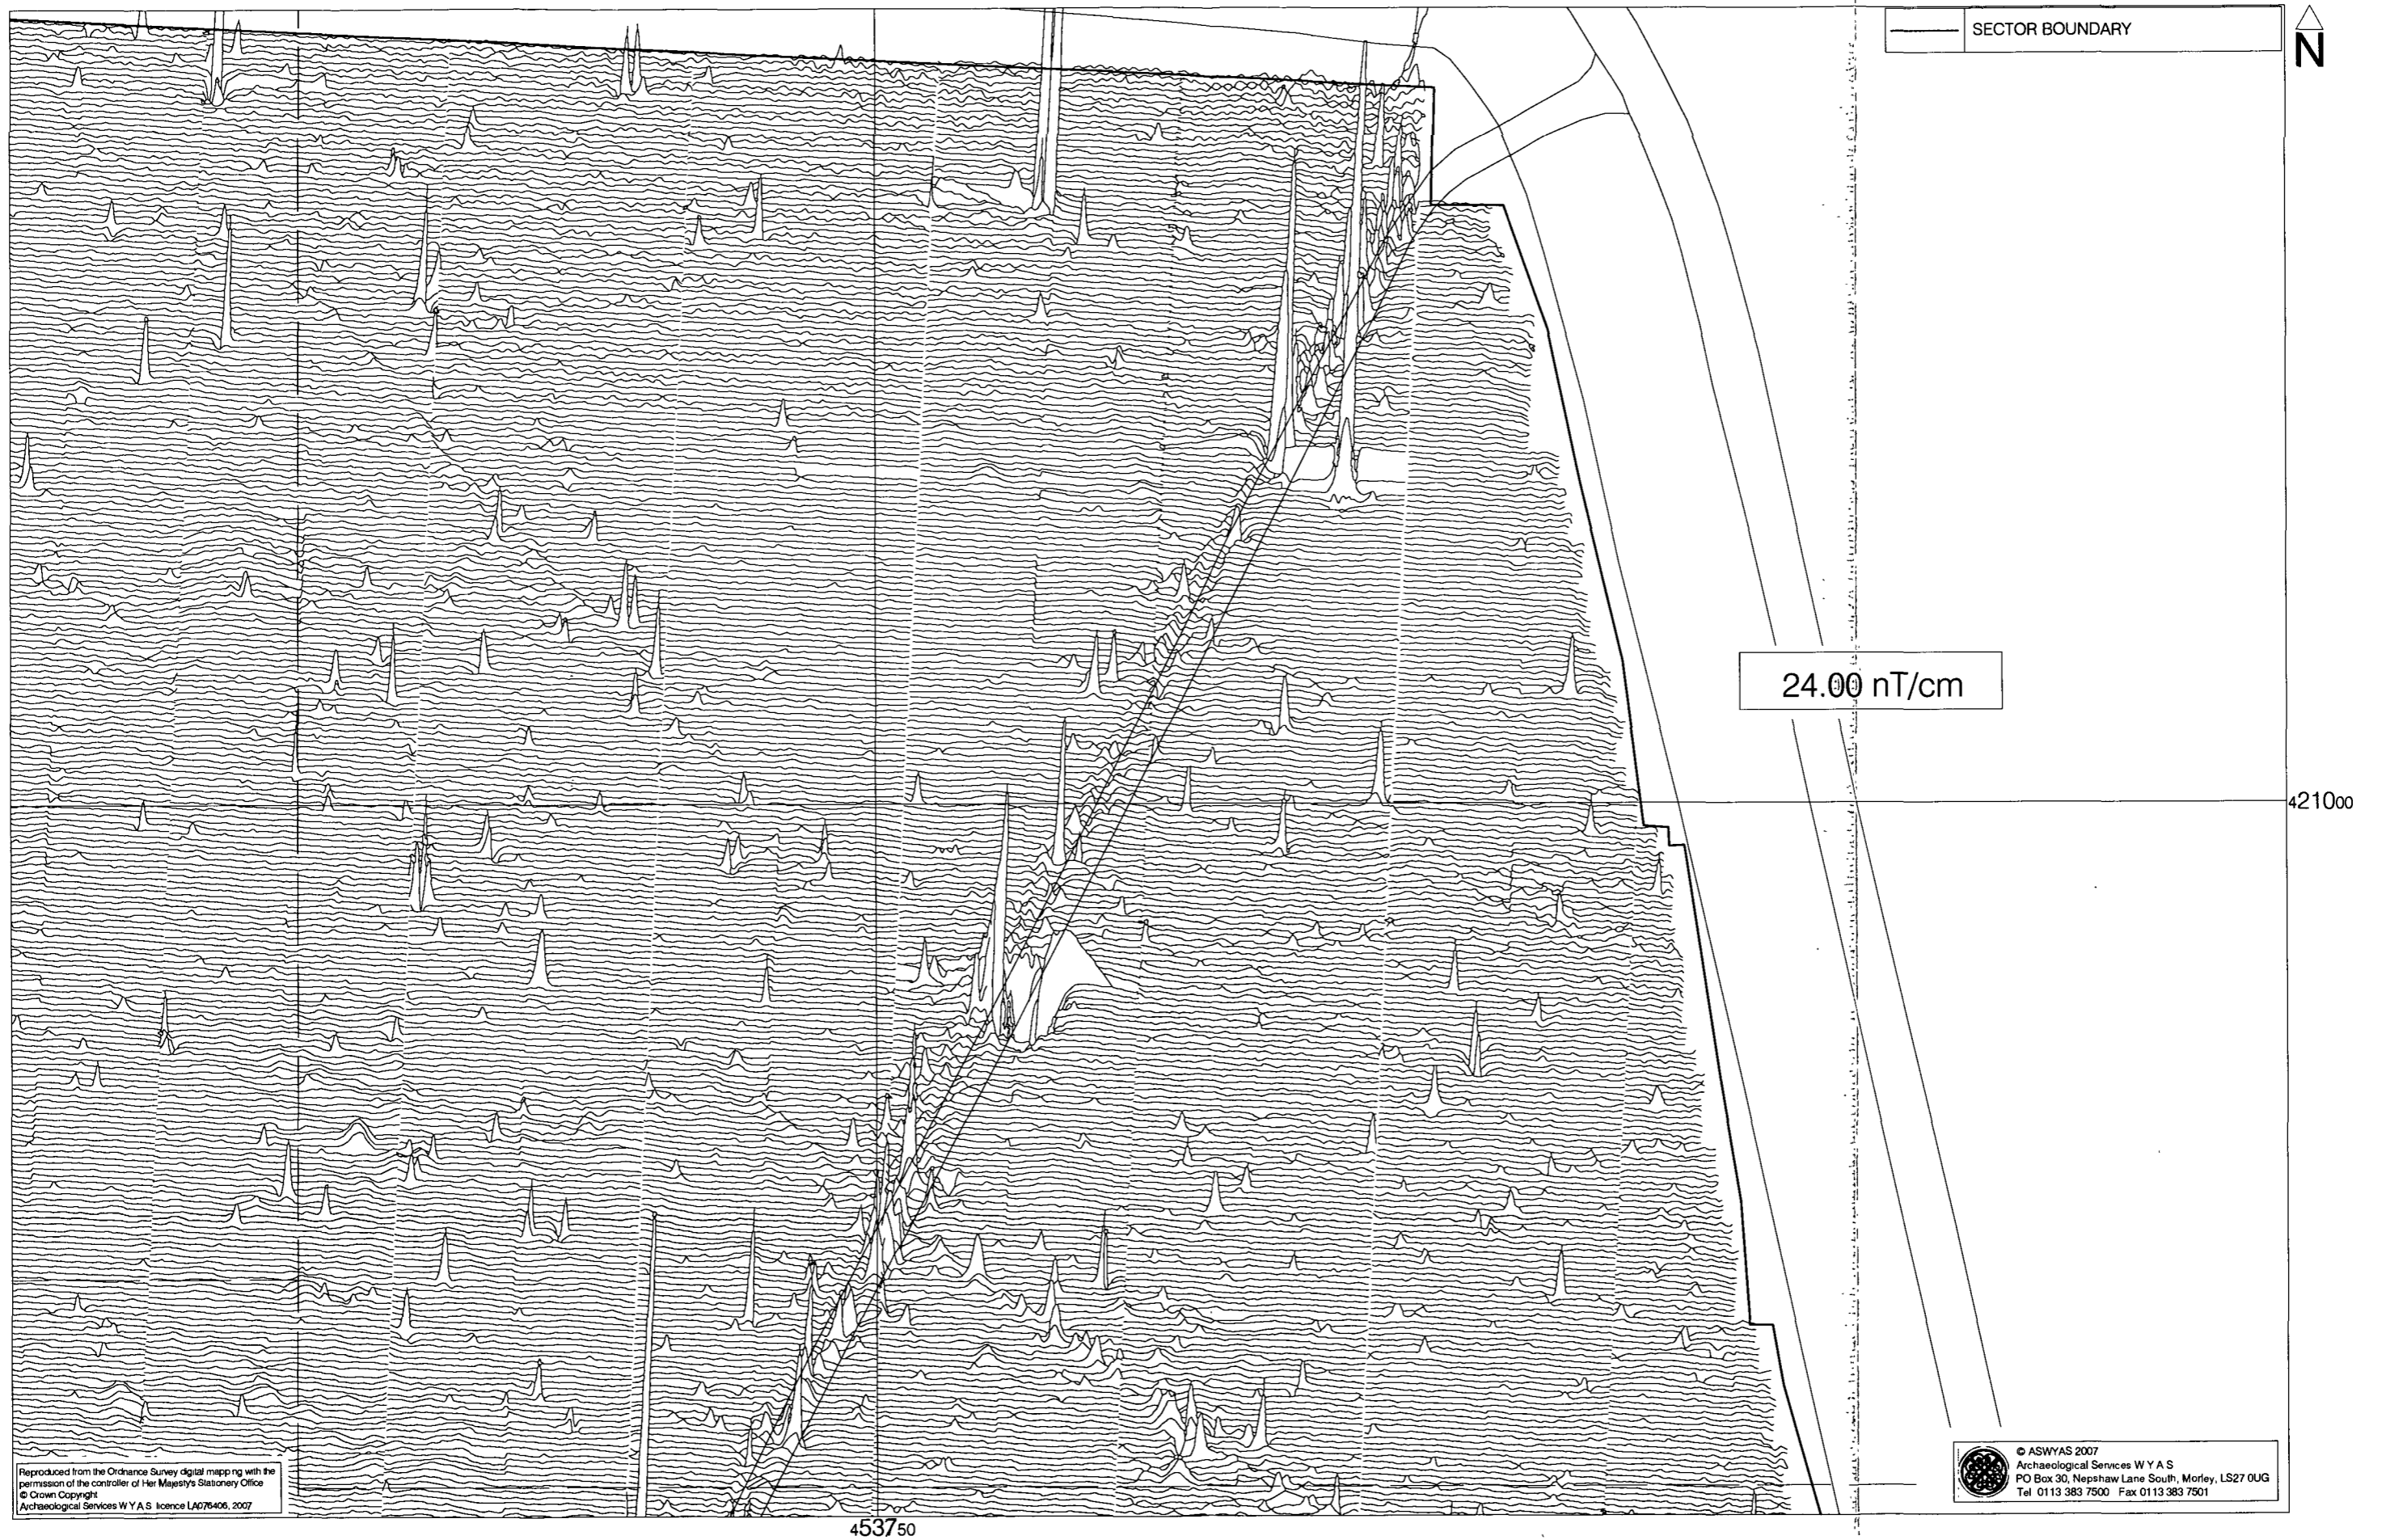 SECTOR BOUNDARY
N
24.00 nT/cm
421000
Reproduced from the Ordnance Survey digital mapp ng with the
permission of the controller of Her Majesty's Stationery Office
© Crown Copyright
Archaeological Services W Y A S licence LA076406, 2007
© ASWYAS 2007
Archaeological Services W Y A S
PO Box 30, Nepshaw Lane South, Morley, LS27 0UG
Tel 0113 383 7500 Fax 0113 383 7501
453750